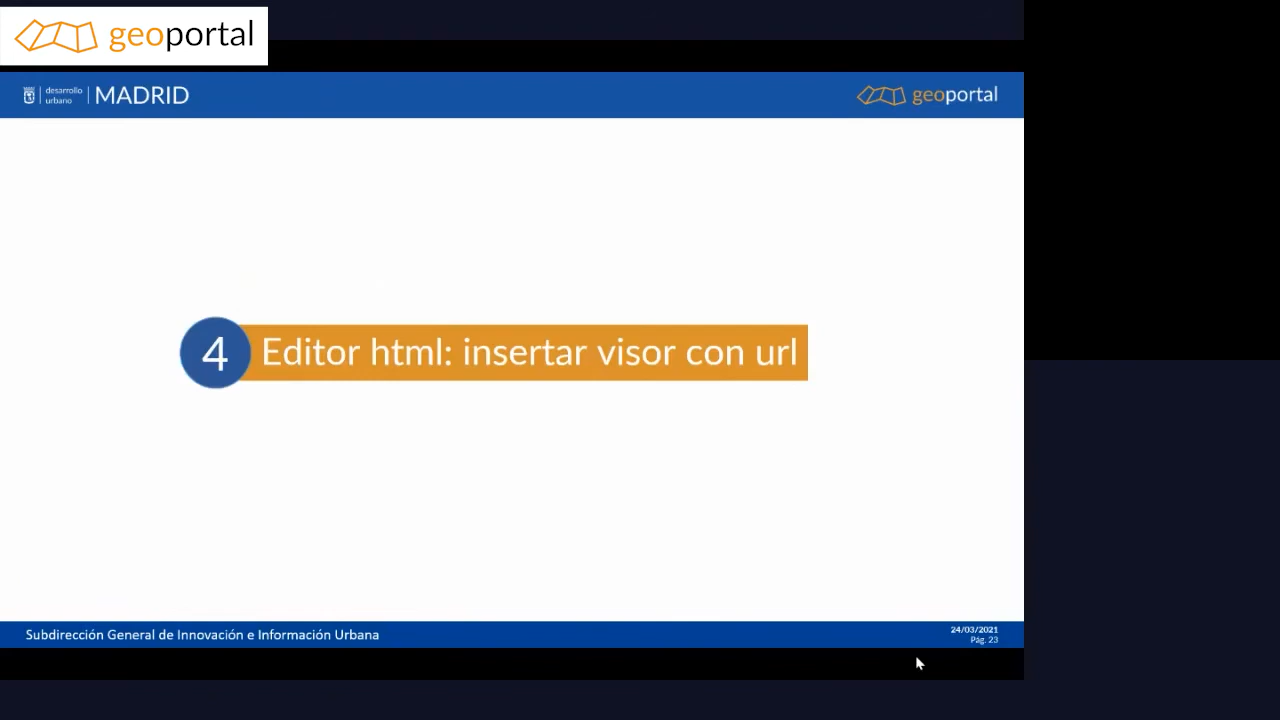 geoportal
desarrollo
urbano
MADRID
geoportal
4
Editor html: insertar visor con url
Subdirección General de Innovación e Información Urbana
24/03/2021
Pág. 23